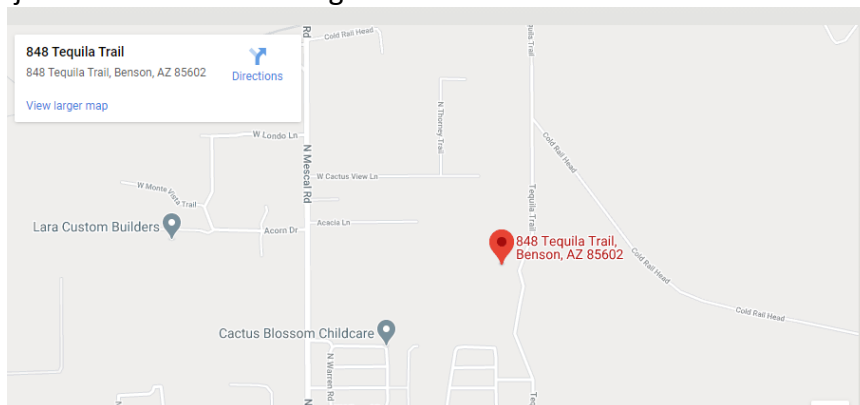 Rd
Cold Rail Head
848 Tequila Trail
848 Tequila Trail, Benson, AZ 85602
Directions
View larger map
N Thorney Trail
W Londo Ln
Cold Rail Head
N Mescal Rd
W Cactus View Ln
W Monte Vista Trail
Tequila Trail
Lara Custom Builders
Acorn Dr
Acacia Ln
848 Tequila Trail,
Benson, AZ 85602
Cold Rail Head
Cold Rail Head
Cactus Blossom Childcare
N Warren Rd
N